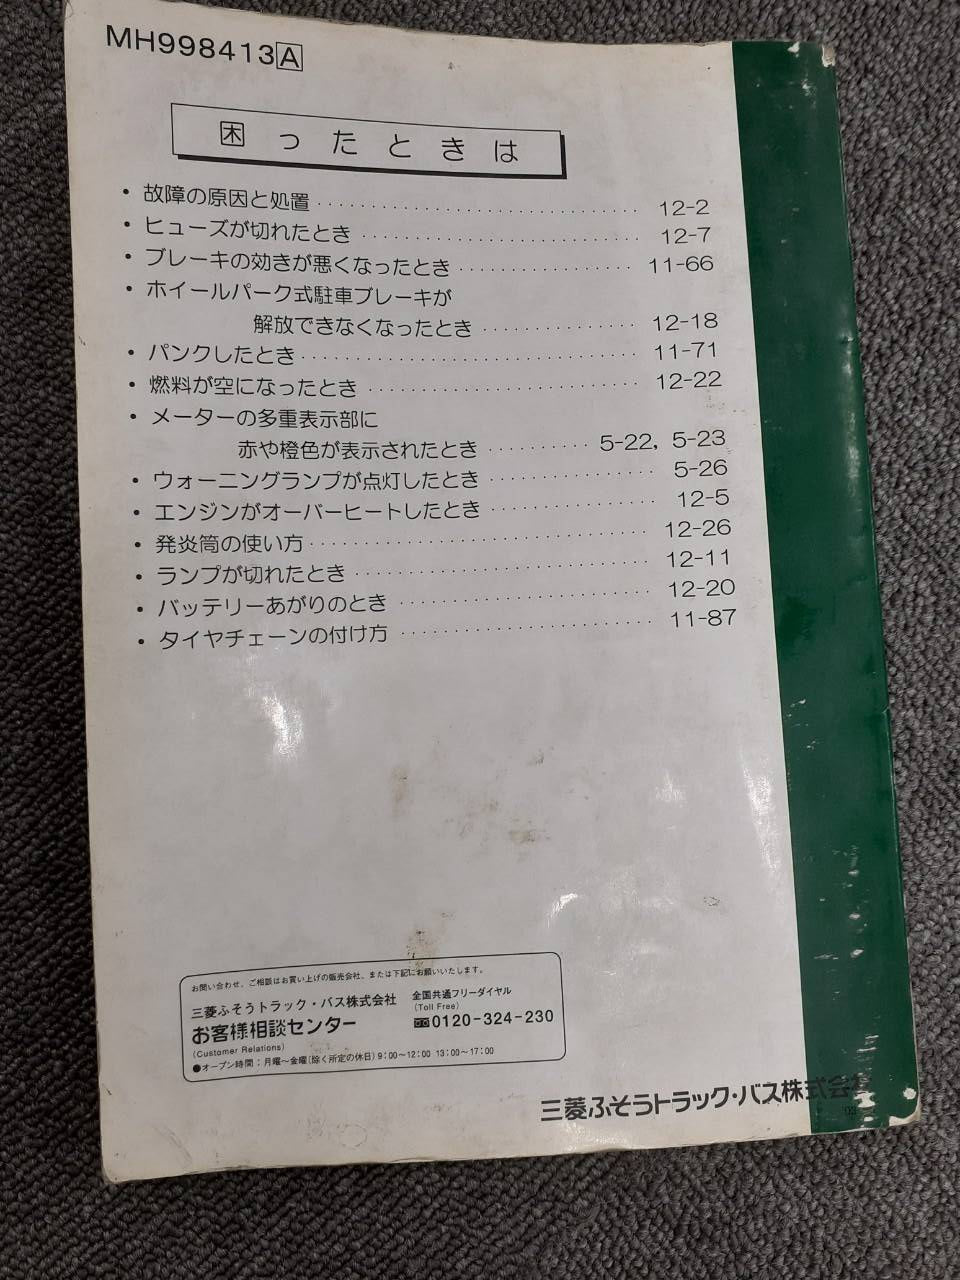 MH998413A
困ったときは
・故障の原因と処置 ‥‥‥‥‥‥‥‥‥‥ 12-2
・ヒューズが切れたとき ‥‥‥‥‥‥‥‥‥ 12-7
・ブレーキの効きが悪くなったとき ‥‥‥‥‥ 11-66
・ホイールパーク式駐車ブレーキが
解放できなくなったとき ‥‥‥‥‥ 12-18
・パンクしたとき ‥‥‥‥‥‥‥‥‥‥ 11-71
・燃料が空になったとき ‥‥‥‥‥‥‥‥ 12-22
・メーターの多重表示部に
赤や橙色が表示されたとき ‥‥‥ 5-22, 5-23
・ウォーニングランプが点灯したとき ‥‥‥‥‥ 5-26
・エンジンがオーバーヒートしたとき ‥‥‥‥‥ 12-5
・発炎筒の使い方 ‥‥‥‥‥‥‥‥‥‥ 12-26
・ランプが切れたとき ‥‥‥‥‥‥‥‥‥ 12-11
・バッテリーあがりのとき ‥‥‥‥‥‥‥‥ 12-20
・タイヤチェーンの付け方 ‥‥‥‥‥‥‥‥ 11-87
お問い合わせ、ご相談はお買い上げの販売会社、または下記にお願いいたします。
三菱ふそうトラック・バス株式会社 全国共通フリーダイヤル
(Toll Free)
お客様相談センター 0120-324-230
(Customer Relations)
●オープン時間:月曜〜金曜(除く所定の休日)9:00〜12:00 13:00〜17:00
三菱ふそうトラック・バス株式会